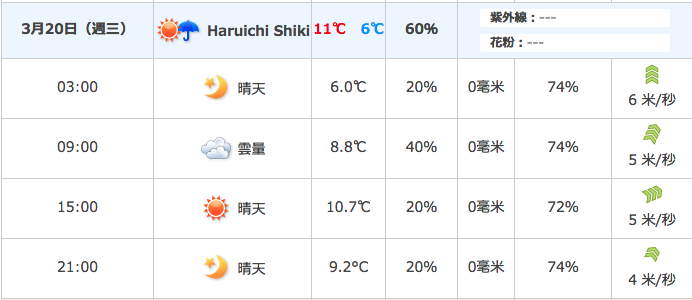 3月20日（週三） Haruichi Shiki 11℃ 6℃ 60% 紫外線：---
花粉：---
03:00 晴天 6.0℃ 20% 0毫米 74% 6 米/秒
09:00 雲量 8.8℃ 40% 0毫米 74% 5 米/秒
15:00 晴天 10.7℃ 20% 0毫米 72% 5 米/秒
21:00 晴天 9.2°C 20% 0毫米 74% 4 米/秒